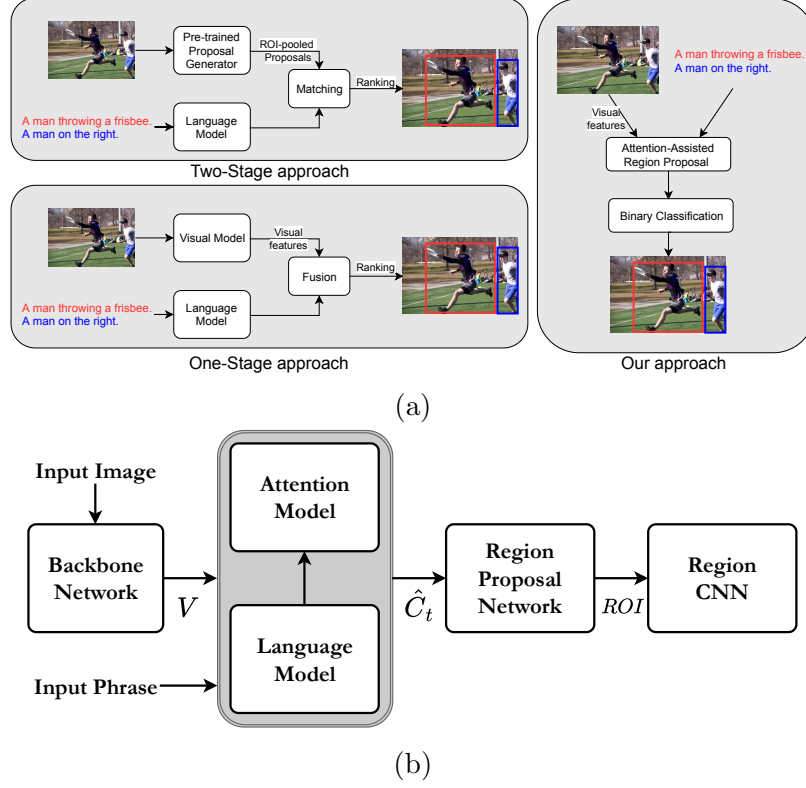 Pre-trained
Proposal
Generator
ROI-pooled
Proposals
Matching
Ranking
A man throwing a frisbee.
A man on the right.
Language
Model
Two-Stage approach
Visual Model
Visual
features
Fusion
Ranking
A man throwing a frisbee.
A man on the right.
Language
Model
One-Stage approach
A man throwing a frisbee.
A man on the right.
Visual
features
Attention-Assisted
Region Proposal
Binary Classification
Our approach
(a)
Input Image
Backbone
Network
V
Input Phrase
Attention
Model
Language
Model
Ĉₜ
Region
Proposal
Network
ROI
Region
CNN
(b)